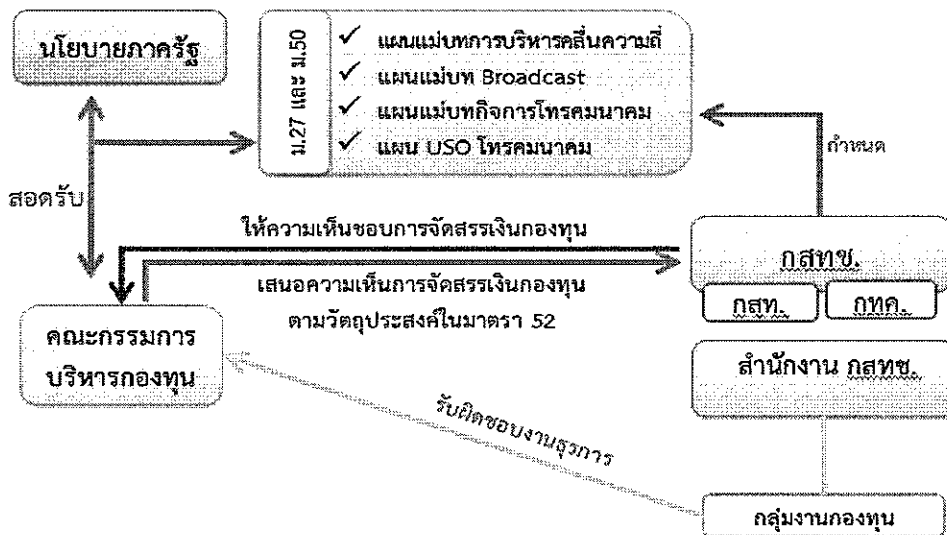 นโยบายภาครัฐ
ม.27 และ ม.50
✓ แผนแม่บทการบริหารคลื่นความถี่
✓ แผนแม่บท Broadcast
✓ แผนแม่บทกิจการโทรคมนาคม
✓ แผน USO โทรคมนาคม
กำหนด
สอดรับ
ให้ความเห็นชอบการจัดสรรเงินกองทุน
เสนอความเห็นการจัดสรรเงินกองทุน
ตามวัตถุประสงค์ในมาตรา 52
กสทช.
กสท.
กทค.
คณะกรรมการ
บริหารกองทุน
สำนักงาน กสทช.
รับผิดชอบงานธุรการ
กลุ่มงานกองทุน